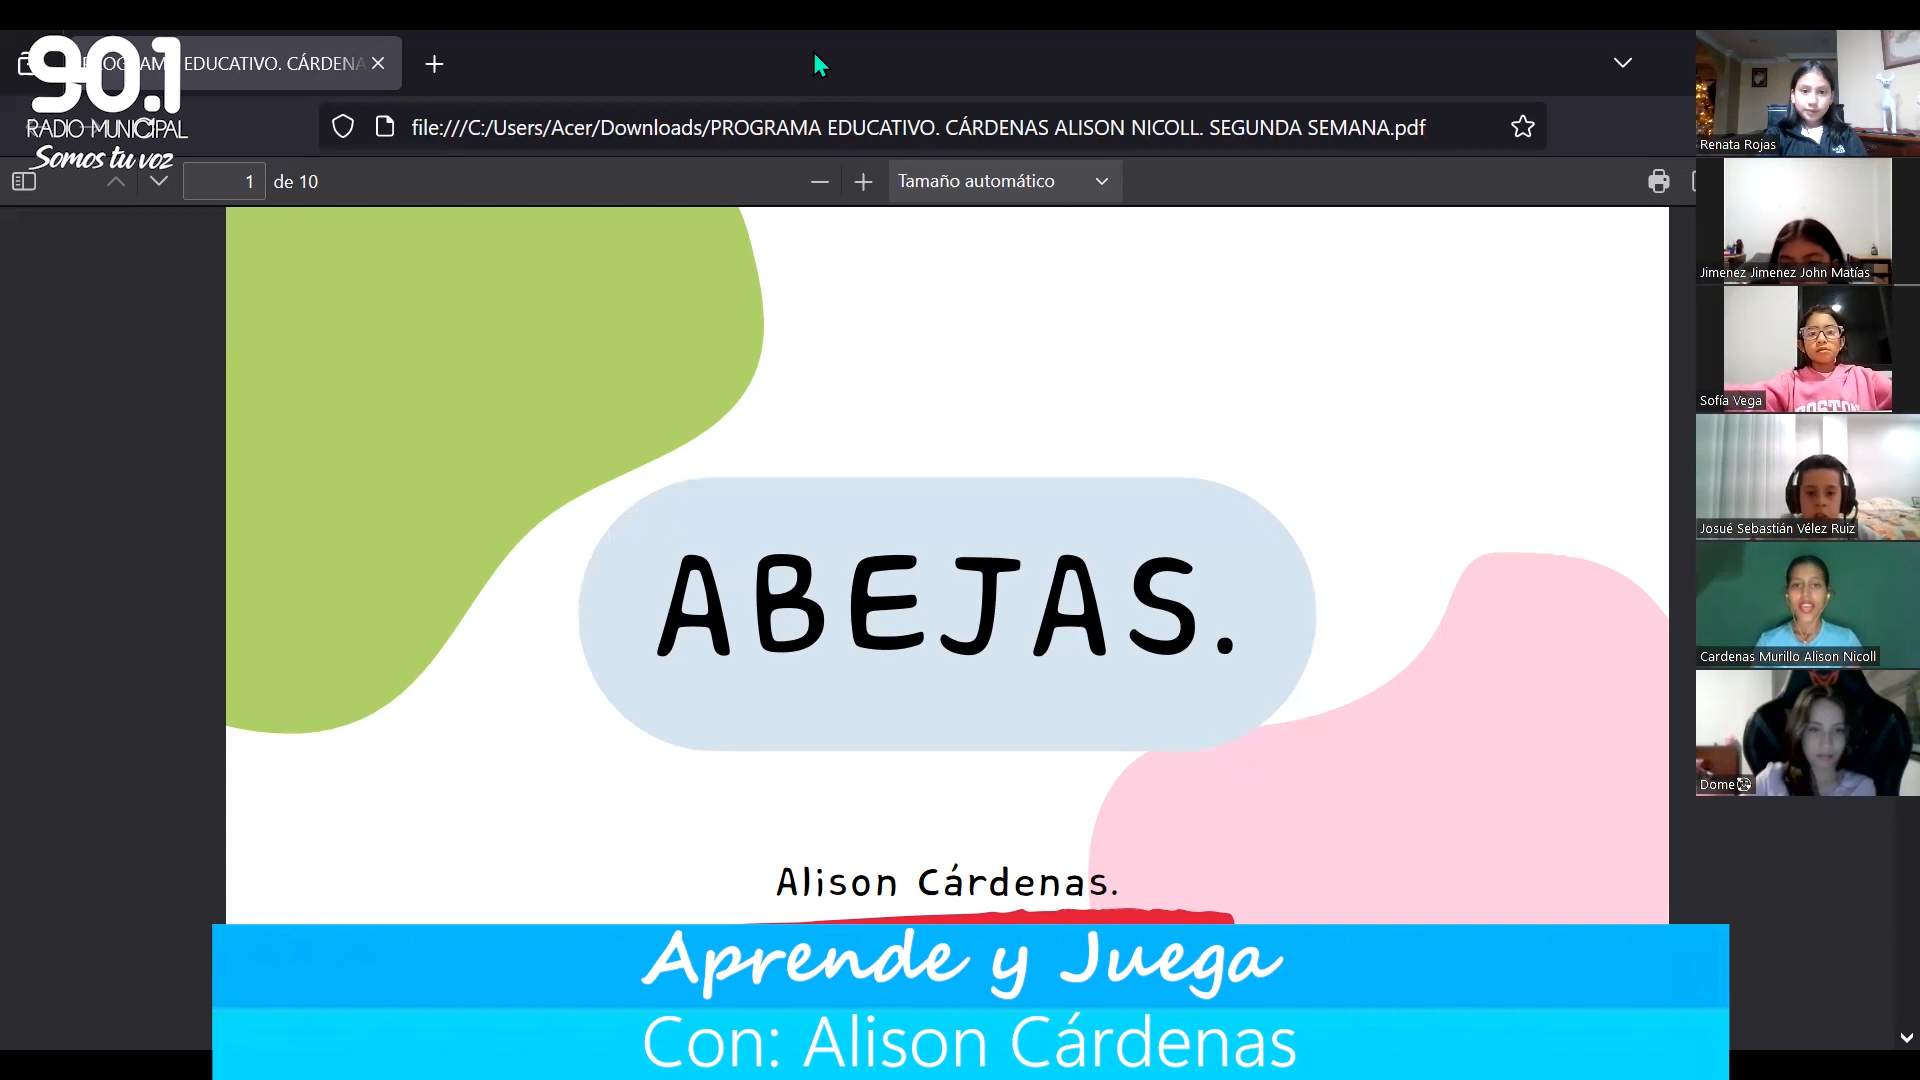 90.1
RADIO MUNICIPAL
Somos tu voz
EDUCATIVO. CÁRDENA
file:///C:/Users/Acer/Downloads/PROGRAMA EDUCATIVO. CÁRDENAS ALISON NICOLL. SEGUNDA SEMANA.pdf
1 de 10
Tamaño automático
ABEJAS.
Alison Cárdenas.
Renata Rojas
Jimenez Jimenez John Matías
Sofía Vega
BOSTON
Josué Sebastián Vélez Ruiz
Cardenas Murillo Alison Nicoll
Dome
Aprende y Juega
Con: Alison Cárdenas